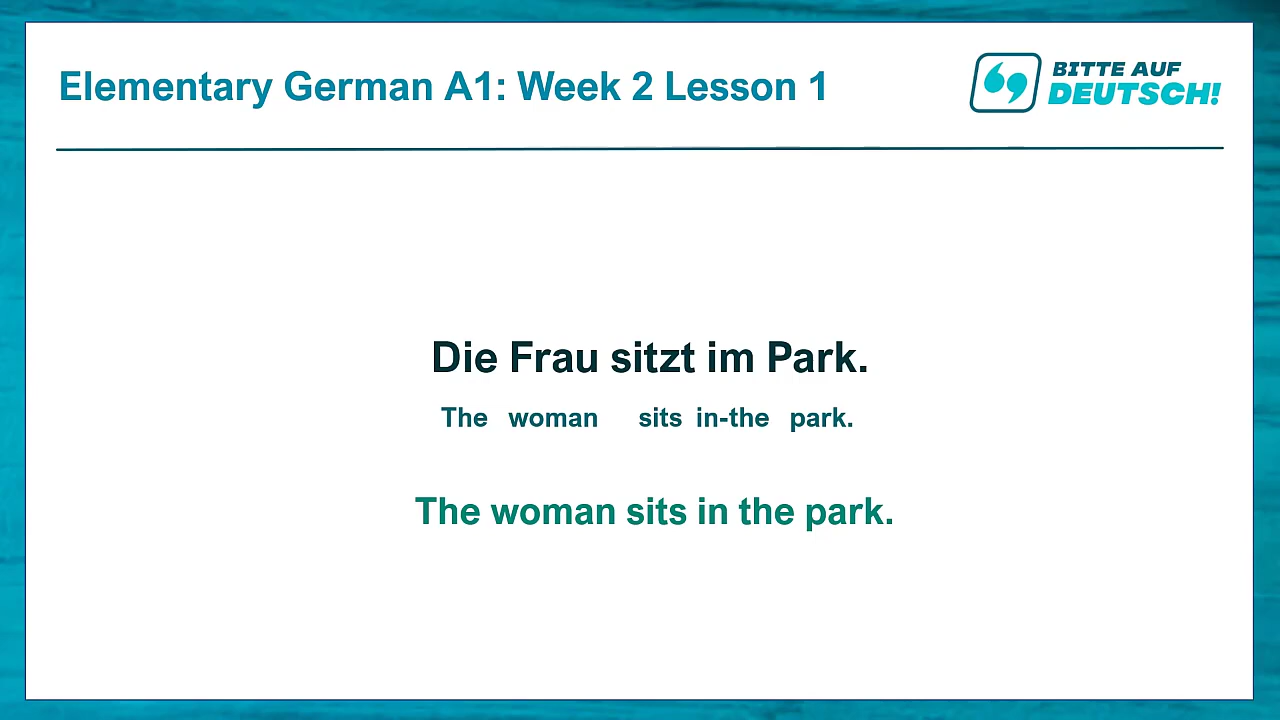 Elementary German A1: Week 2 Lesson 1
BITTE AUF
DEUTSCH!
Die Frau sitzt im Park.
The woman sits in-the park.
The woman sits in the park.